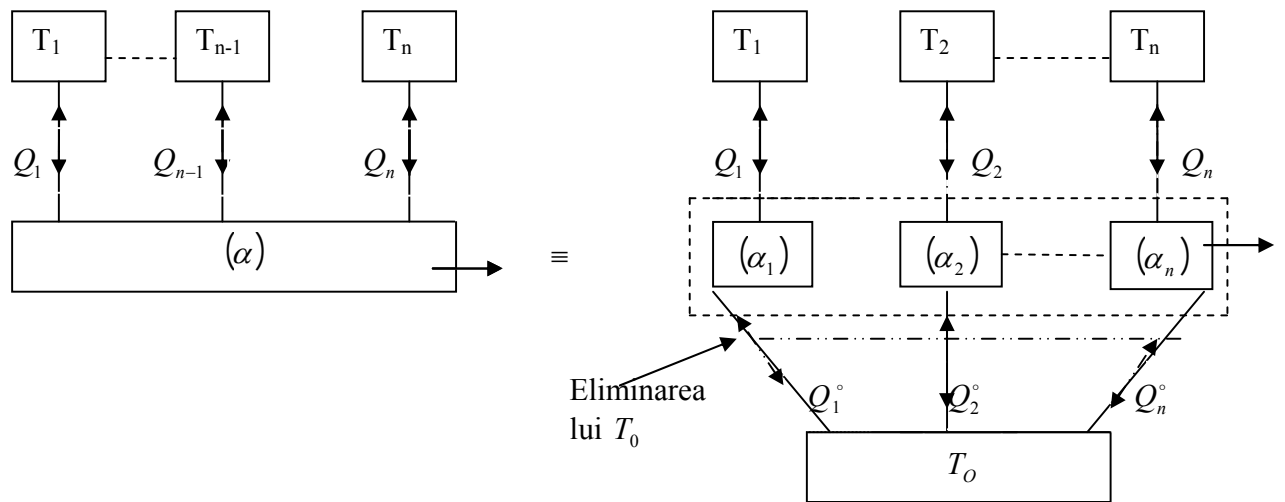 T₁ Tₙ₋₁ Tₙ T₁ T₂ Tₙ
Q₁ Qₙ₋₁ Qₙ Q₁ Q₂ Qₙ
(α) ≡ (α₁) (α₂) (αₙ)
Eliminarea
lui T₀
Q₁° Q₂° Qₙ°
T_O